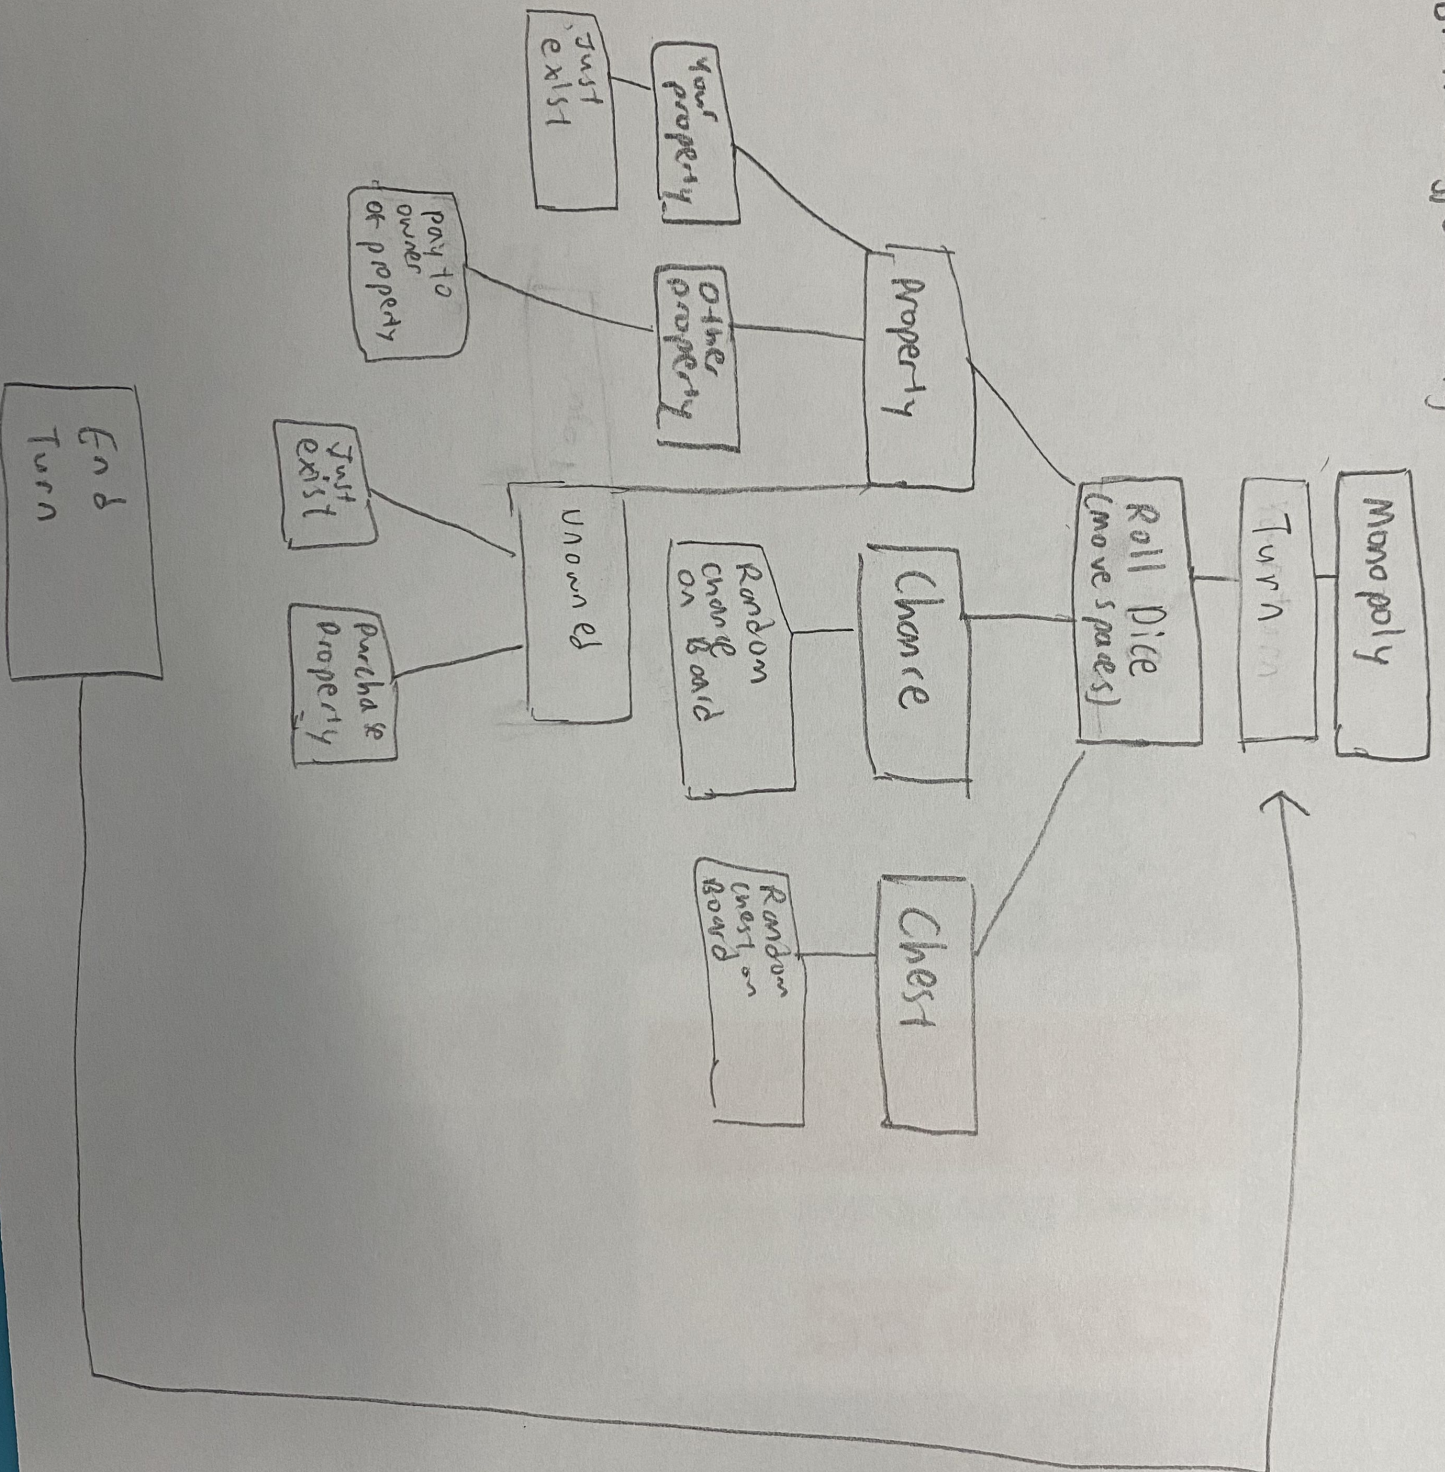 Monopoly
Turn
Roll Dice
(move spaces)
Property
Chance
Chest
Your
property
Other
property
Random
change
on Board
Random
chest on
Board
Just
exist
unowned
pay to
owner
of property
Just
exist
purchase
property
End
Turn